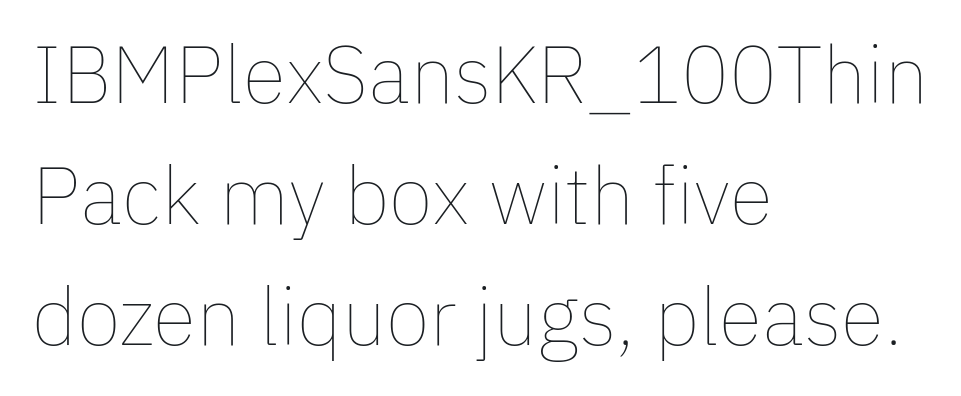 IBMPlexSansKR_100Thin
Pack my box with five
dozen liquor jugs, please.